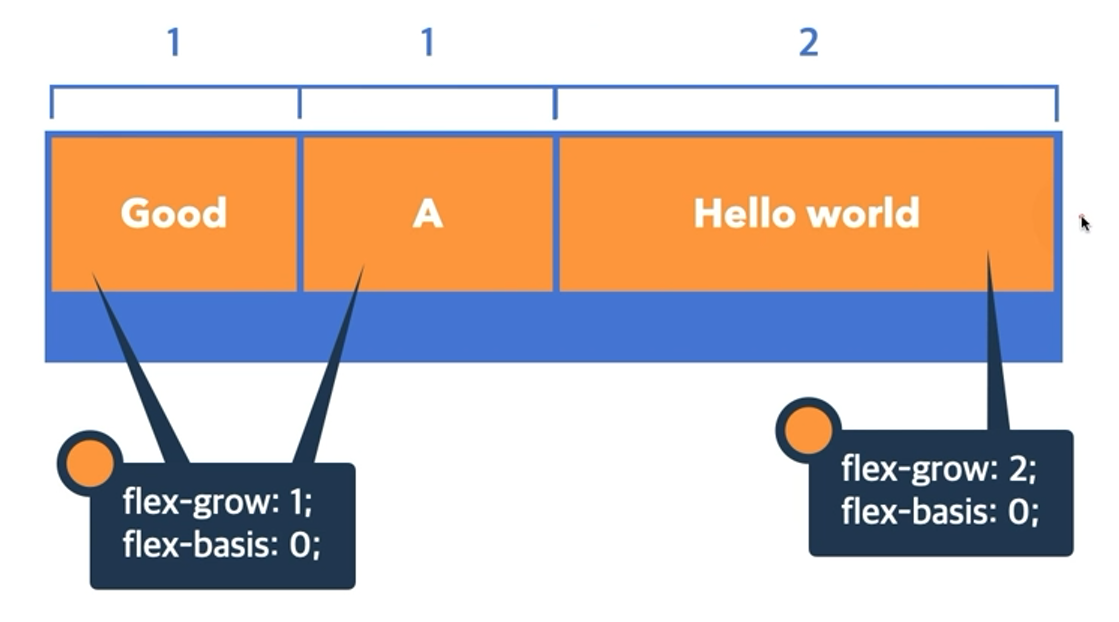 1 1 2
Good A Hello world
flex-grow: 1;
flex-basis: 0;
flex-grow: 2;
flex-basis: 0;